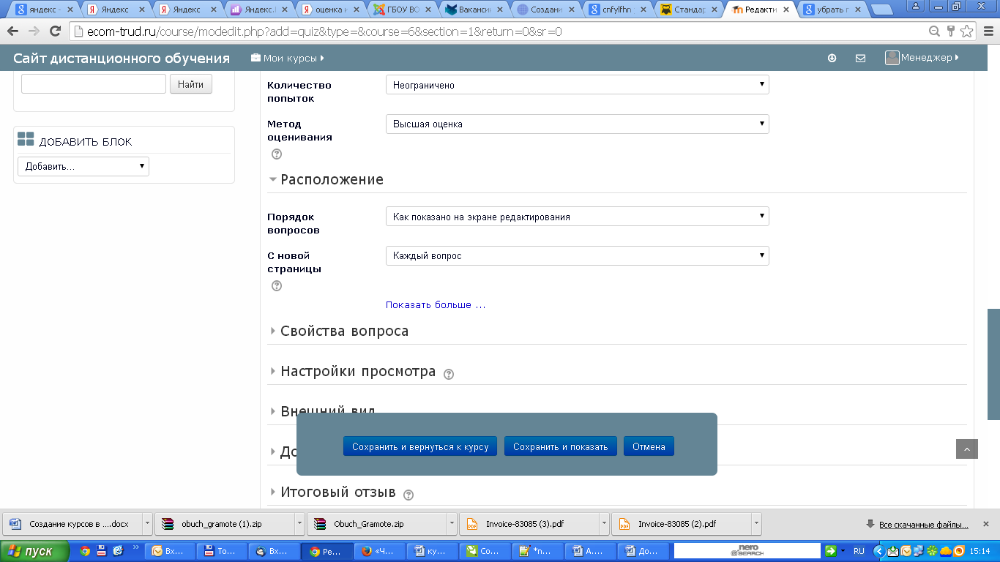 яндекс -
Яндекс
Яндекс
Яндекс.
оценка и
ГБОУ ВО
Ваканси
Создани
cnfylfhn
Стандар
Редакти
убрать г
ecom-trud.ru/course/modedit.php?add=quiz&type=&course=6&section=1&return=0&sr=0
Сайт дистанционного обучения
Мои курсы
Менеджер
Найти
ДОБАВИТЬ БЛОК
Добавить...
Количество
попыток
Неограничено
Метод
оценивания
Высшая оценка
Расположение
Порядок
вопросов
Как показано на экране редактирования
С новой
страницы
Каждый вопрос
Показать больше ...
Свойства вопроса
Настройки просмотра
Внешний вид
До
Сохранить и вернуться к курсу
Сохранить и показать
Отмена
Итоговый отзыв
Создание курсов в ....docx
obuch_gramote (1).zip
Obuch_Gramote.zip
Invoice-83085 (3).pdf
Invoice-83085 (2).pdf
Все скачанные файлы...
пуск
Вх...
To...
Вх...
Ре...
«Ч...
ку...
Co...
*n...
А...
До...
nero
SEARCH
RU
15:14